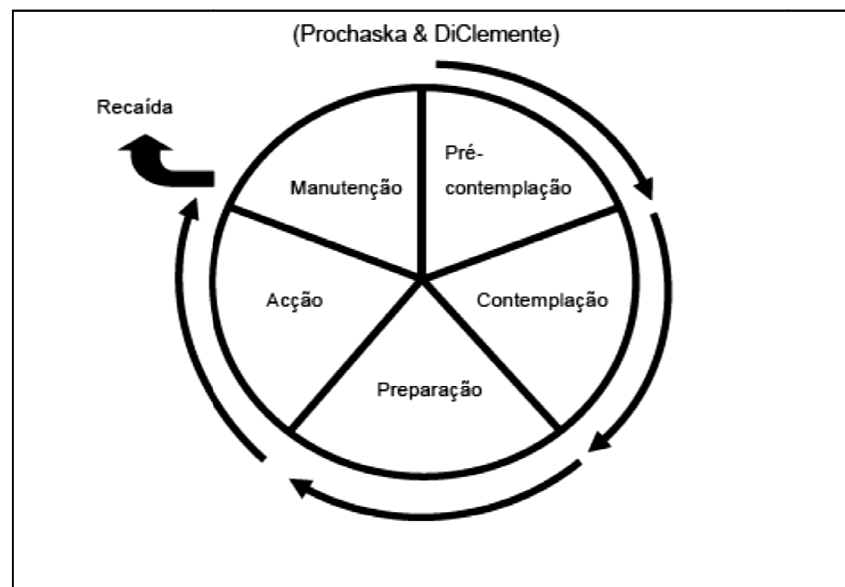 (Prochaska & DiClemente)
Recaída
Pré-
contemplação
Manutenção
Contemplação
Acção
Preparação